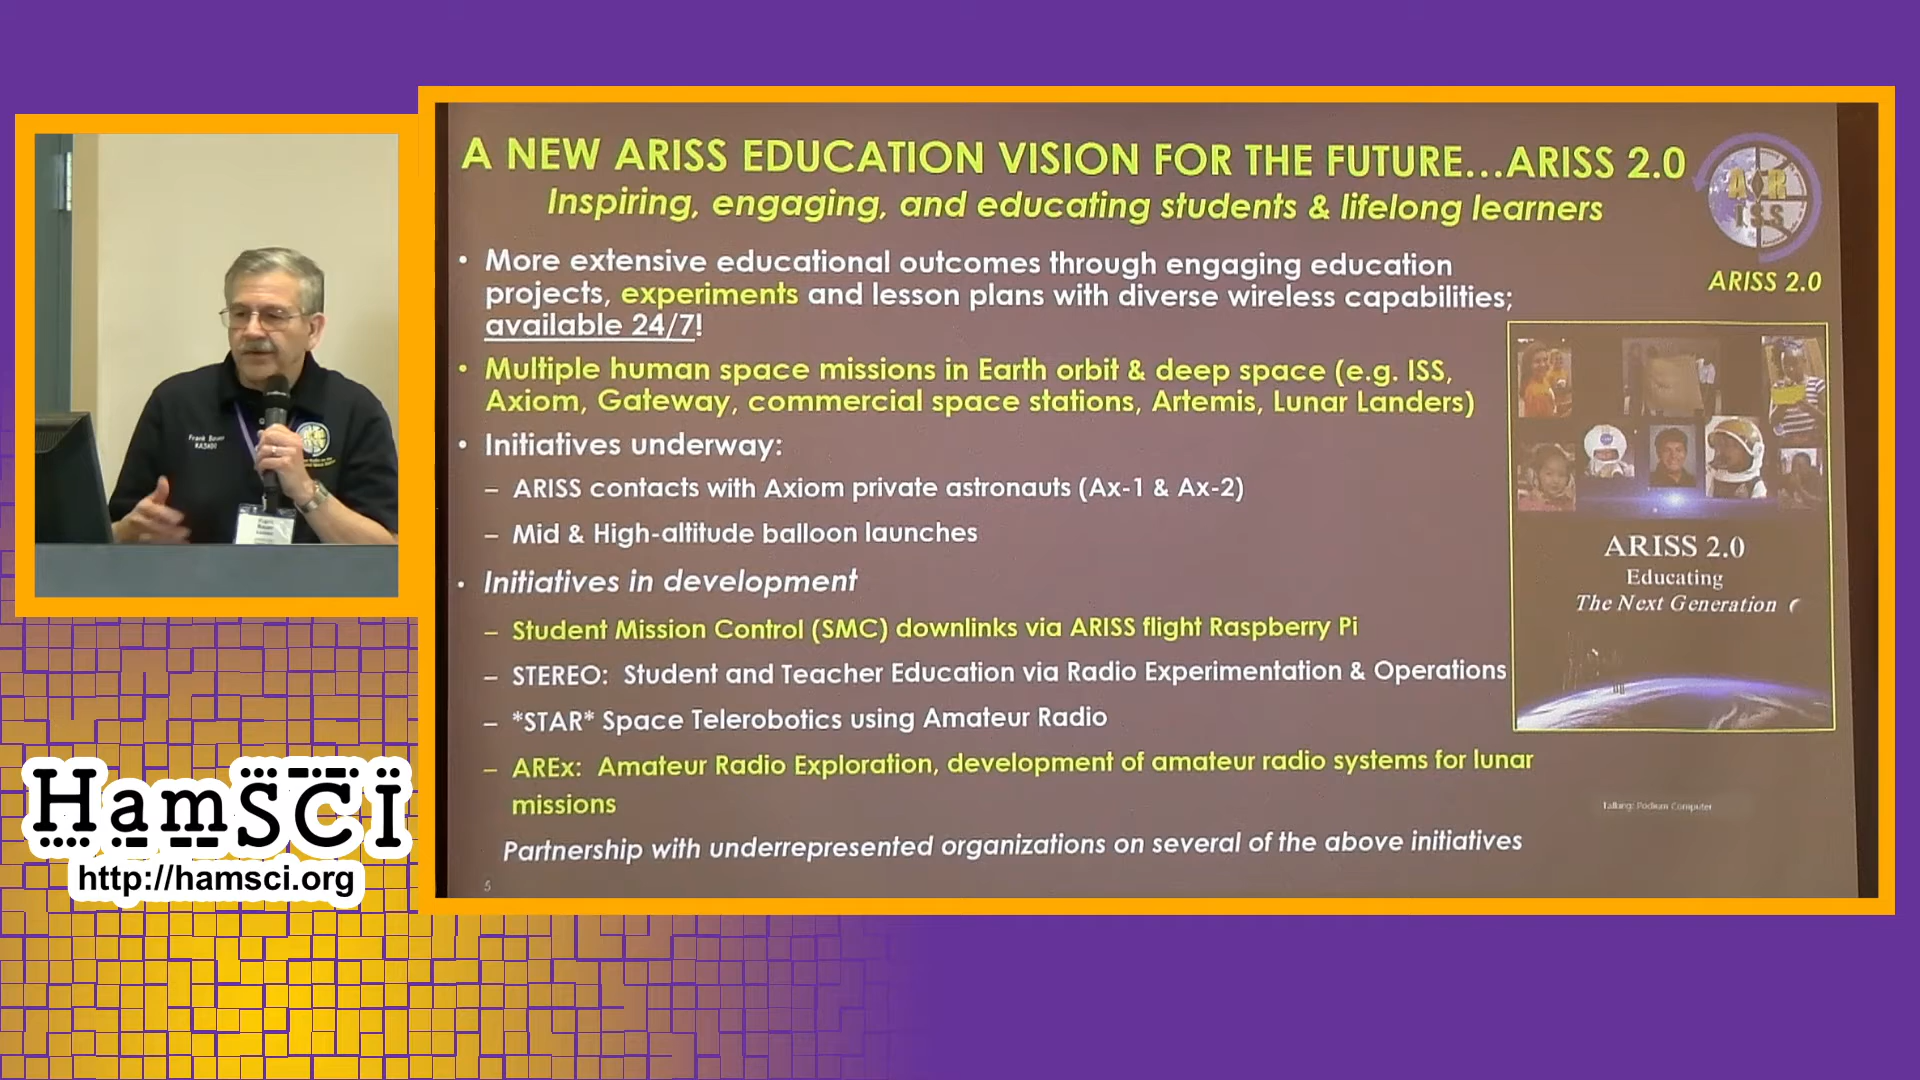 A NEW ARISS EDUCATION VISION FOR THE FUTURE...ARISS 2.0
Inspiring, engaging, and educating students & lifelong learners
ARISS 2.0
• More extensive educational outcomes through engaging education
projects, experiments and lesson plans with diverse wireless capabilities;
available 24/7!
• Multiple human space missions in Earth orbit & deep space (e.g. ISS,
Axiom, Gateway, commercial space stations, Artemis, Lunar Landers)
• Initiatives underway:
– ARISS contacts with Axiom private astronauts (Ax-1 & Ax-2)
– Mid & High-altitude balloon launches
• Initiatives in development
– Student Mission Control (SMC) downlinks via ARISS flight Raspberry Pi
– STEREO: Student and Teacher Education via Radio Experimentation & Operations
– *STAR* Space Telerobotics using Amateur Radio
– AREx: Amateur Radio Exploration, development of amateur radio systems for lunar
missions
Partnership with underrepresented organizations on several of the above initiatives
5
ARISS 2.0
Educating
The Next Generation
Talking: Podium Computer
Frank Bauer
HamSCI
http://hamsci.org